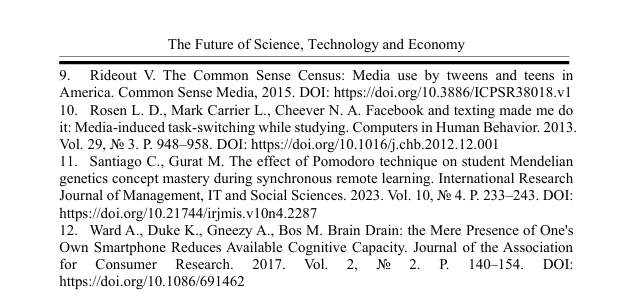 The Future of Science, Technology and Economy
9. Rideout V. The Common Sense Census: Media use by tweens and teens in
America. Common Sense Media, 2015. DOI: https://doi.org/10.3886/ICPSR38018.v1
10. Rosen L. D., Mark Carrier L., Cheever N. A. Facebook and texting made me do
it: Media-induced task-switching while studying. Computers in Human Behavior. 2013.
Vol. 29, № 3. P. 948–958. DOI: https://doi.org/10.1016/j.chb.2012.12.001
11. Santiago C., Gurat M. The effect of Pomodoro technique on student Mendelian
genetics concept mastery during synchronous remote learning. International Research
Journal of Management, IT and Social Sciences. 2023. Vol. 10, № 4. P. 233–243. DOI:
https://doi.org/10.21744/irjmis.v10n4.2287
12. Ward A., Duke K., Gneezy A., Bos M. Brain Drain: the Mere Presence of One's
Own Smartphone Reduces Available Cognitive Capacity. Journal of the Association
for Consumer Research. 2017. Vol. 2, № 2. P. 140–154. DOI:
https://doi.org/10.1086/691462